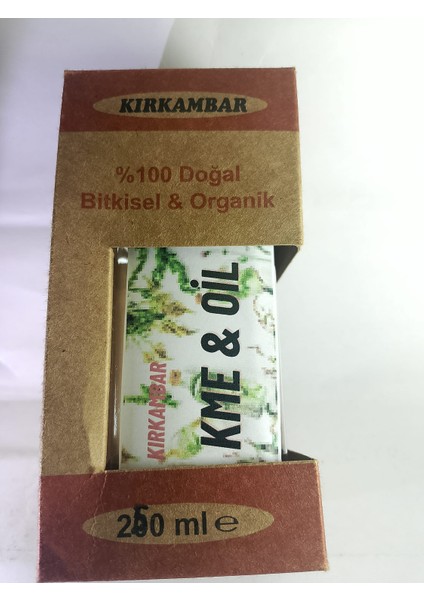 KIRKAMBAR
%100 Doğal
Bitkisel & Organik
KIRKAMBAR
KME & OİL
250 ml e